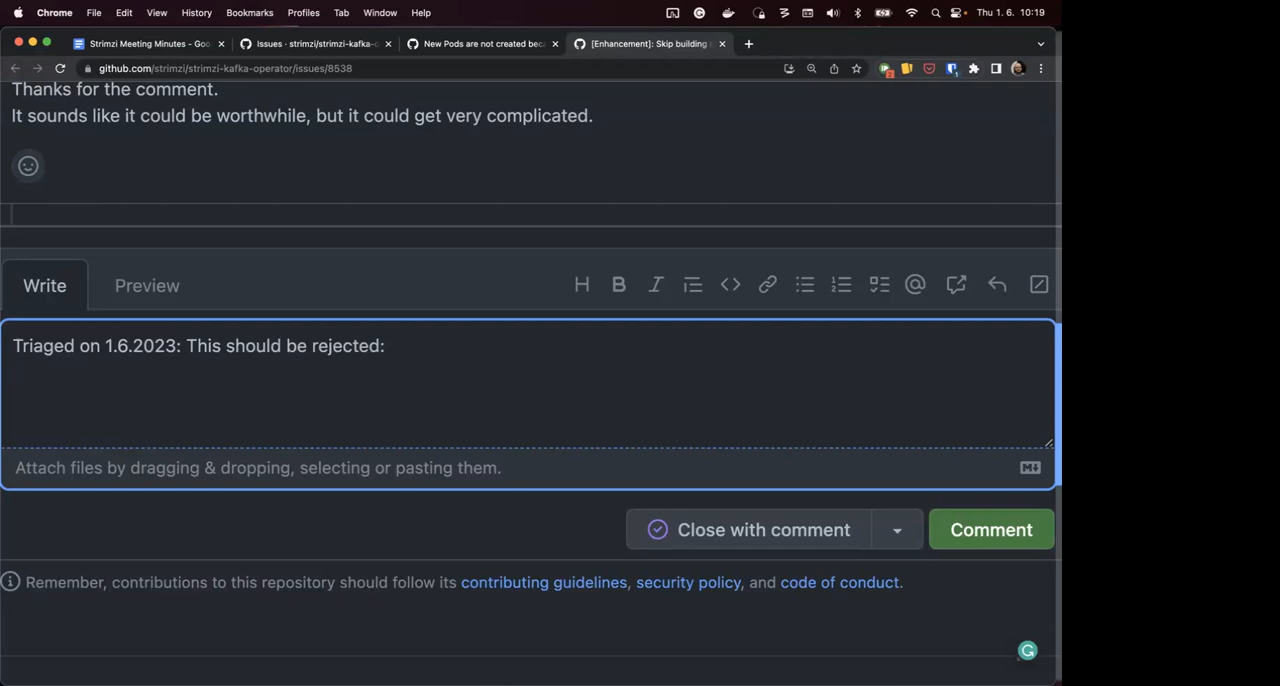 Chrome File Edit View History Bookmarks Profiles Tab Window Help Thu 1. 6. 10:19
Strimzi Meeting Minutes - Goo Issues · strimzi/strimzi-kafka-o New Pods are not created beca [Enhancement]: Skip building
github.com/strimzi/strimzi-kafka-operator/issues/8538
Thanks for the comment.
It sounds like it could be worthwhile, but it could get very complicated.
Write Preview
Triaged on 1.6.2023: This should be rejected:
Attach files by dragging & dropping, selecting or pasting them.
Close with comment Comment
Remember, contributions to this repository should follow its contributing guidelines, security policy, and code of conduct.